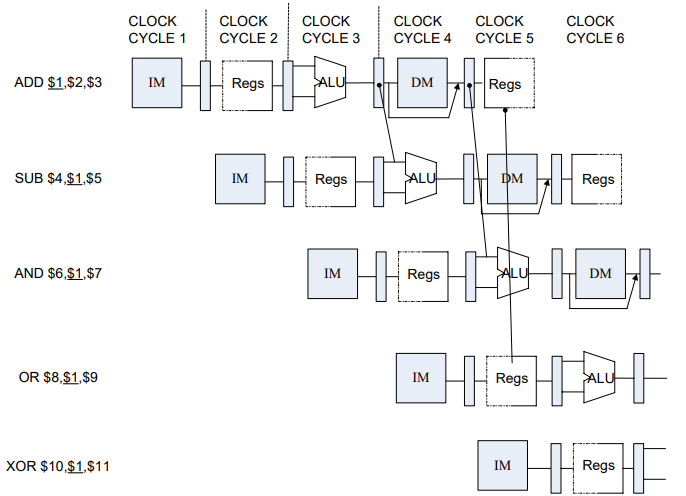 CLOCK CYCLE 1
CLOCK CYCLE 2
CLOCK CYCLE 3
CLOCK CYCLE 4
CLOCK CYCLE 5
CLOCK CYCLE 6
ADD $1,$2,$3
IM
Regs
ALU
DM
Regs
SUB $4,$1,$5
IM
Regs
ALU
DM
Regs
AND $6,$1,$7
IM
Regs
ALU
DM
OR $8,$1,$9
IM
Regs
ALU
XOR $10,$1,$11
IM
Regs